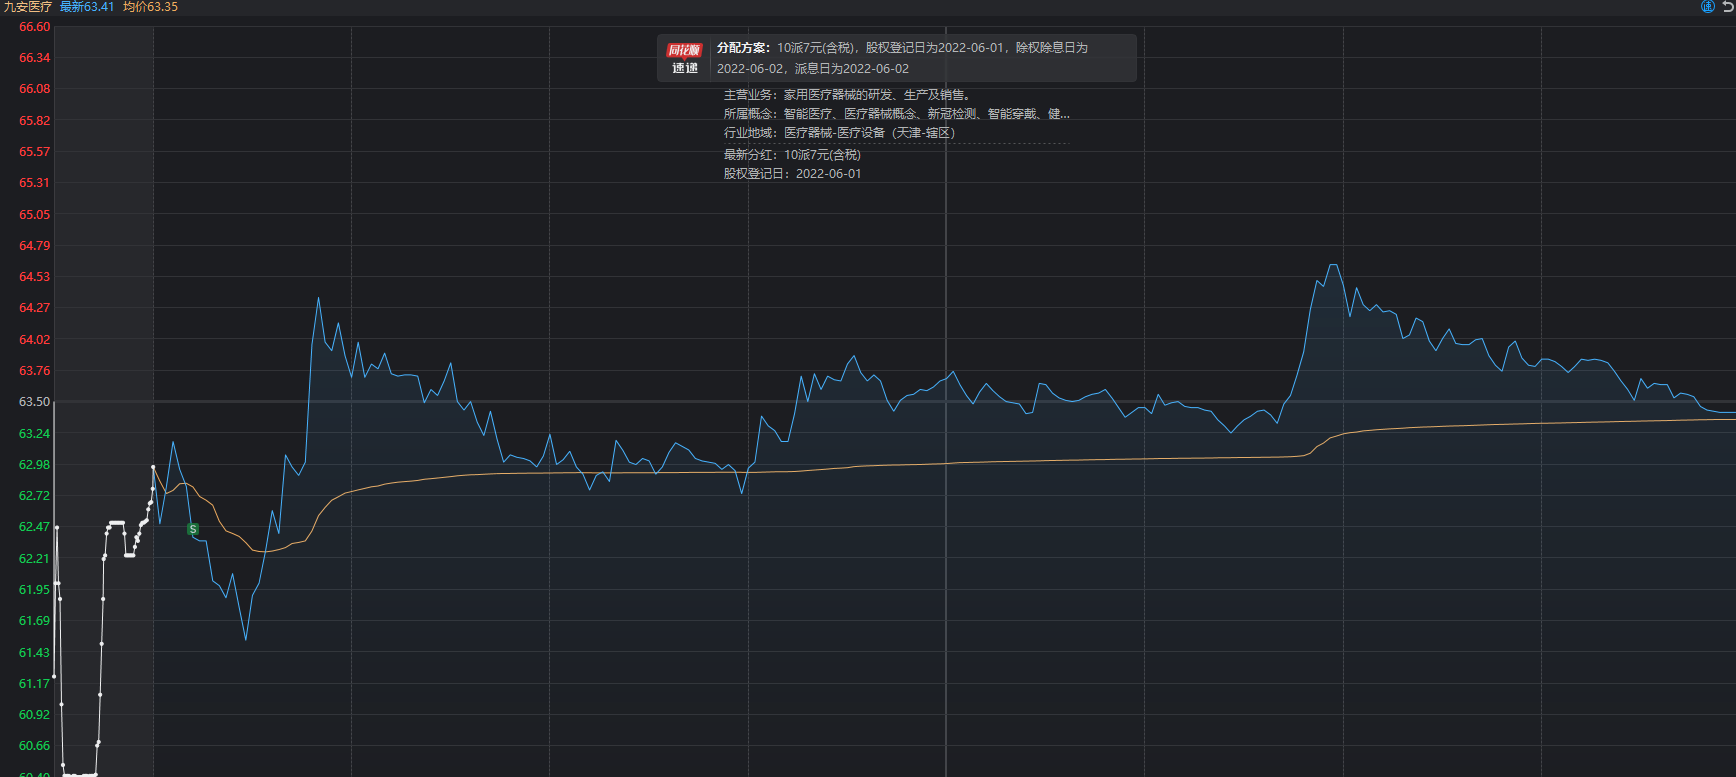 九安医疗 最新63.41 均价63.35
速
66.60
66.34
66.08
65.82
65.57
65.31
65.05
64.79
64.53
64.27
64.02
63.76
63.50
63.24
62.98
62.72
62.47
62.21
61.95
61.69
61.43
61.17
60.92
60.66
60.40
同花顺
速递
分配方案：10派7元(含税)，股权登记日为2022-06-01，除权除息日为
2022-06-02，派息日为2022-06-02
主营业务：家用医疗器械的研发、生产及销售。
所属概念：智能医疗、医疗器械概念、新冠检测、智能穿戴、健...
行业地域：医疗器械-医疗设备（天津-辖区）
最新分红：10派7元(含税)
股权登记日：2022-06-01
S